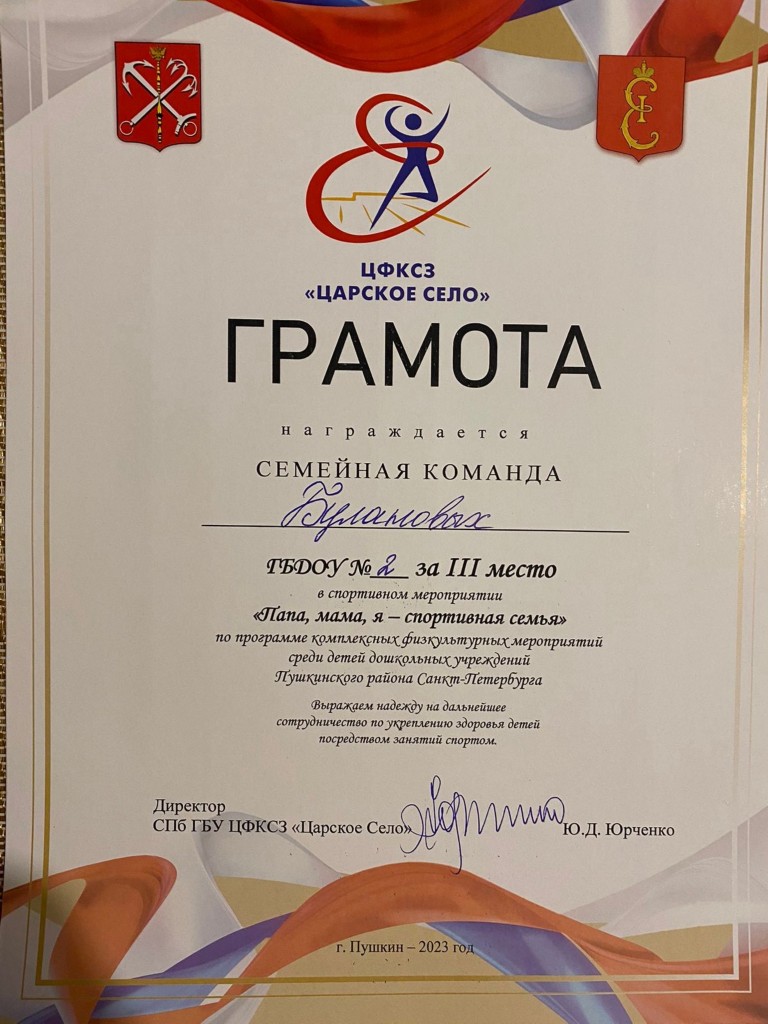 ЦФКСЗ
«ЦАРСКОЕ СЕЛО»
ГРАМОТА
награждается
СЕМЕЙНАЯ КОМАНДА
Булановых
ГБДОУ № 2 за III место
в спортивном мероприятии
«Папа, мама, я – спортивная семья»
по программе комплексных физкультурных мероприятий
среди детей дошкольных учреждений
Пушкинского района Санкт-Петербурга
Выражаем надежду на дальнейшее
сотрудничество по укреплению здоровья детей
посредством занятий спортом.
Директор
СПб ГБУ ЦФКСЗ «Царское Село» Ю.Д. Юрченко
г. Пушкин – 2023 год